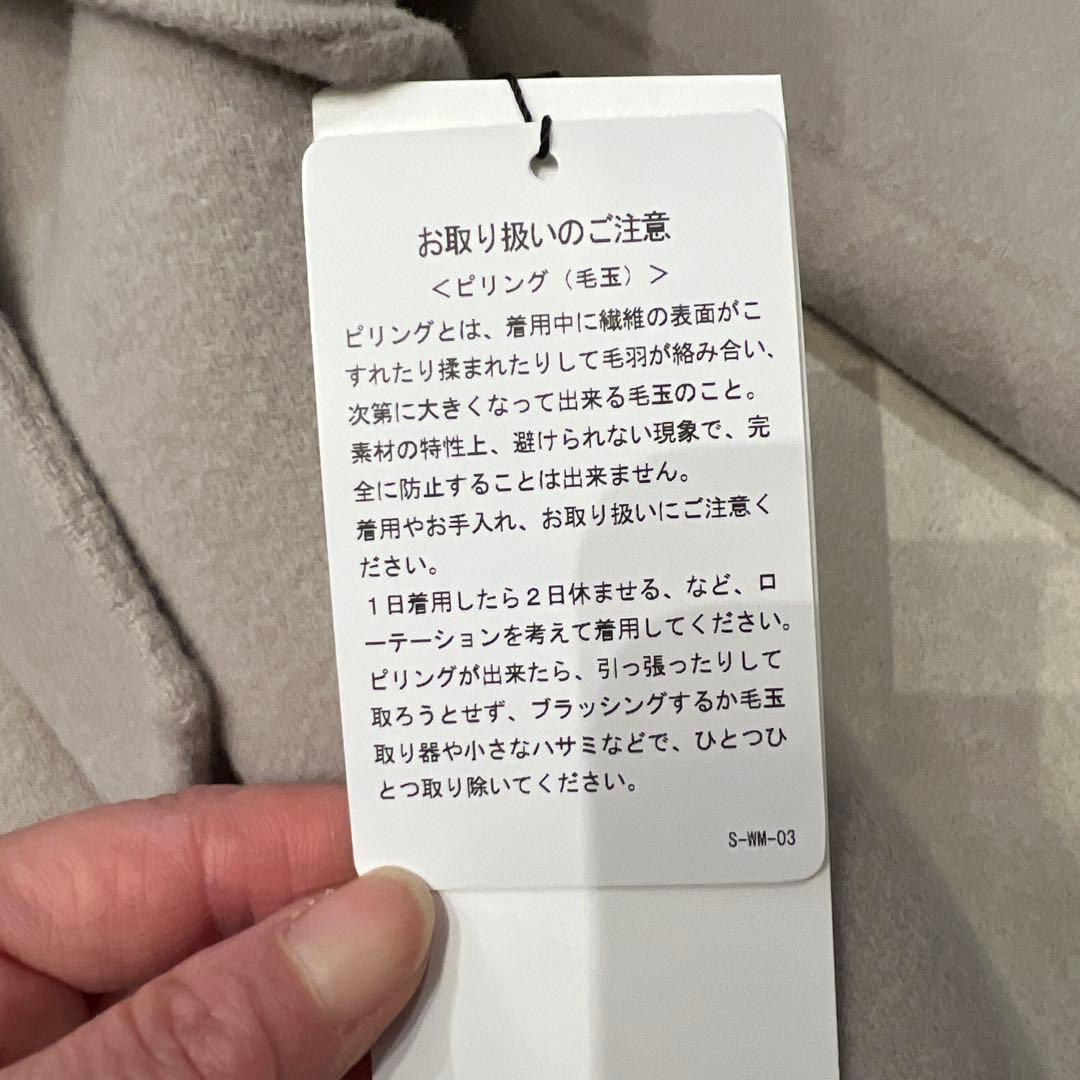 お取り扱いのご注意
＜ピリング（毛玉）＞
ピリングとは、着用中に繊維の表面がこ
すれたり揉まれたりして毛羽が絡み合い、
次第に大きくなって出来る毛玉のこと。
素材の特性上、避けられない現象で、完
全に防止することは出来ません。
着用やお手入れ、お取り扱いにご注意く
ださい。
１日着用したら２日休ませる、など、ロ
ーテーションを考えて着用してください。
ピリングが出来たら、引っ張ったりして
取ろうとせず、ブラッシングするか毛玉
取り器や小さなハサミなどで、ひとつひ
とつ取り除いてください。
S-WM-03